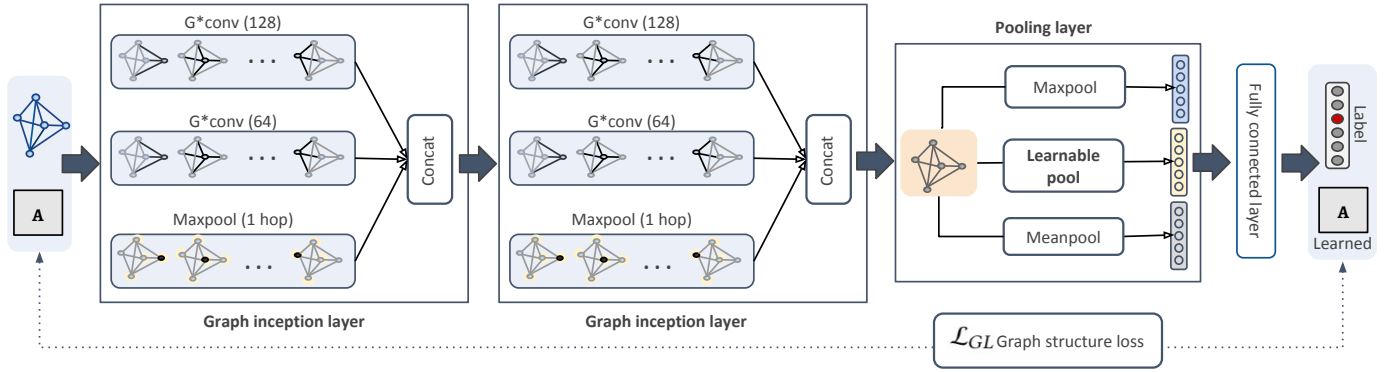 A
G*conv (128)
G*conv (64)
Maxpool (1 hop)
Concat
Graph inception layer
G*conv (128)
G*conv (64)
Maxpool (1 hop)
Concat
Graph inception layer
Pooling layer
Maxpool
Learnable
pool
Meanpool
Fully connected layer
Label
A
Learned
ℒGL Graph structure loss